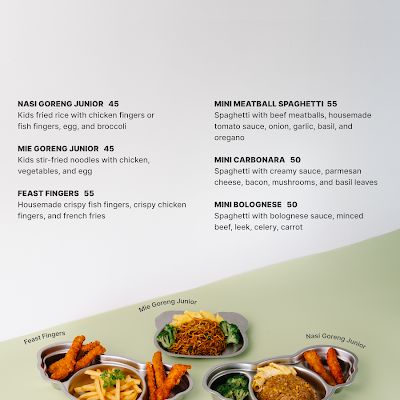 NASI GORENG JUNIOR 45
Kids fried rice with chicken fingers or
fish fingers, egg, and broccoli
MIE GORENG JUNIOR 45
Kids stir-fried noodles with chicken,
vegetables, and egg
FEAST FINGERS 55
Housemade crispy fish fingers, crispy chicken
fingers, and french fries
MINI MEATBALL SPAGHETTI 55
Spaghetti with beef meatballs, housemade
tomato sauce, onion, garlic, basil, and
oregano
MINI CARBONARA 50
Spaghetti with creamy sauce, parmesan
cheese, bacon, mushrooms, and basil leaves
MINI BOLOGNESE 50
Spaghetti with bolognese sauce, minced
beef, leek, celery, carrot
Feast Fingers
Mie Goreng Junior
Nasi Goreng Junior